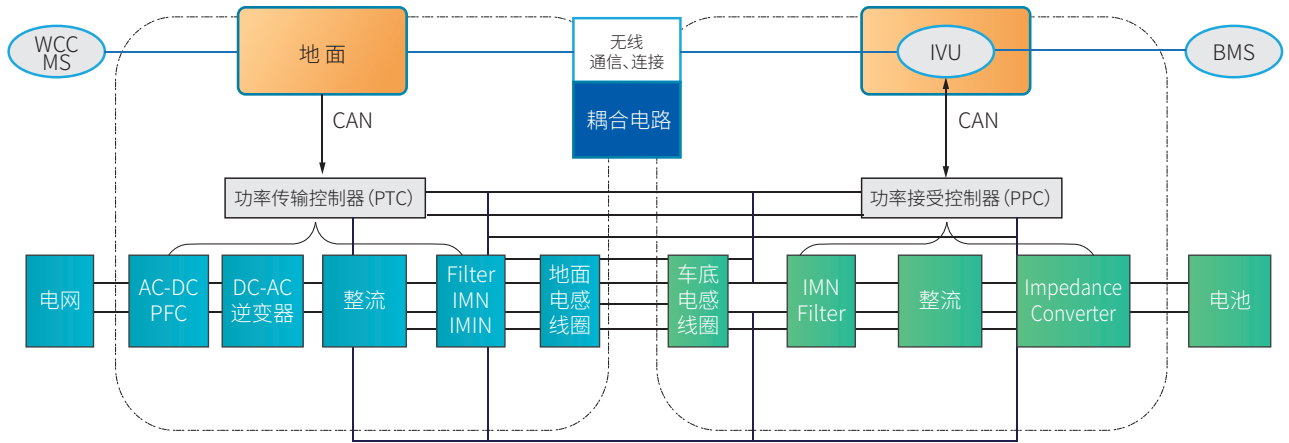 WCC
MS
地面
无线
通信、连接
IVU
BMS
耦合电路
CAN
CAN
功率传输控制器(PTC)
功率接受控制器(PPC)
电网
AC-DC
PFC
DC-AC
逆变器
整流
Filter
IMN
IMIN
地面
电感
线圈
车底
电感
线圈
IMN
Filter
整流
Impedance
Converter
电池